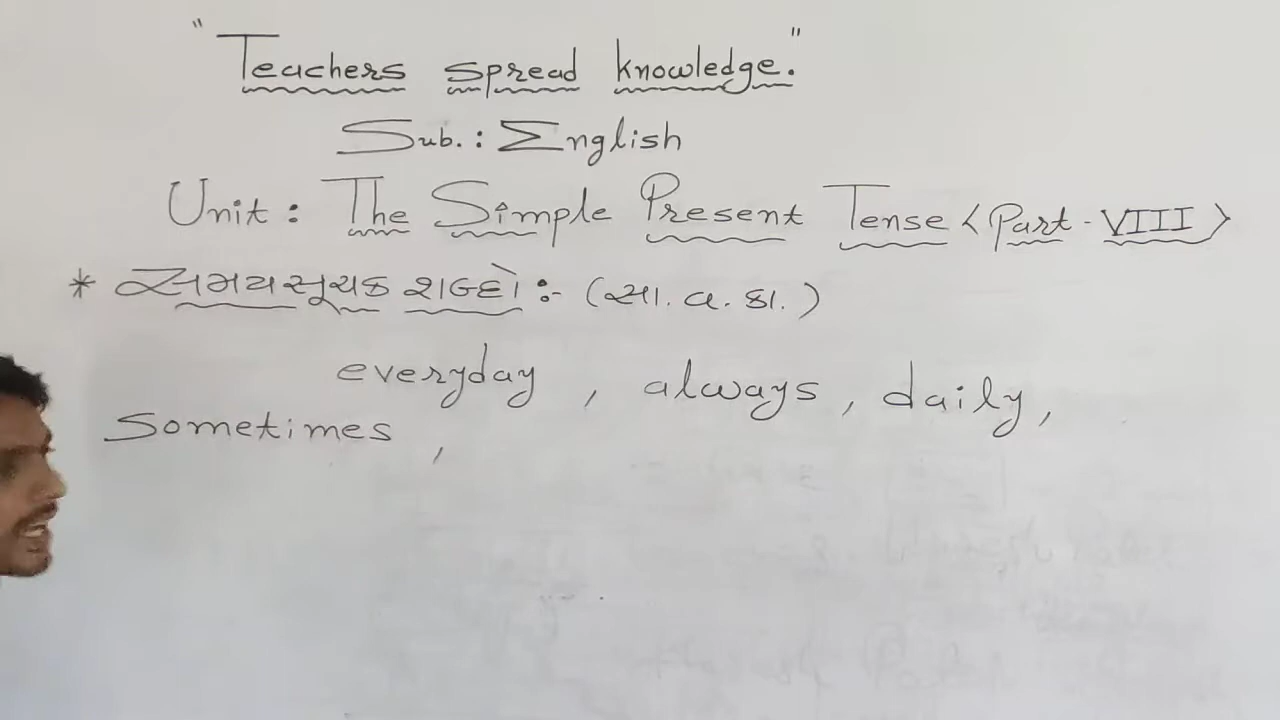 "Teachers spread knowledge."
Sub.: English
Unit: The Simple Present Tense <Part-VIII>
* સમયસૂચક શબ્દો :- (સા. વ. કા.)
everyday, always, daily,
Sometimes,